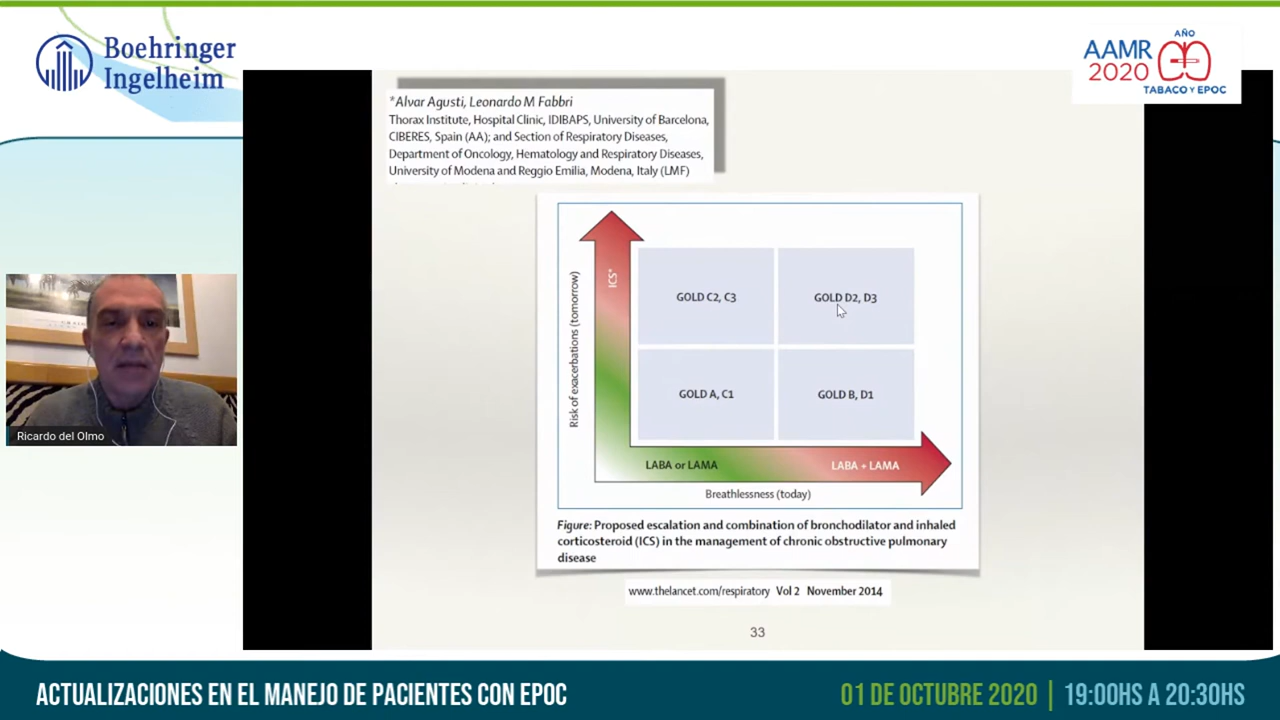 Boehringer
Ingelheim
AÑO
AAMR
2020
TABACO Y EPOC
*Alvar Agusti, Leonardo M Fabbri
Thorax Institute, Hospital Clinic, IDIBAPS, University of Barcelona,
CIBERES, Spain (AA); and Section of Respiratory Diseases,
Department of Oncology, Hematology and Respiratory Diseases,
University of Modena and Reggio Emilia, Modena, Italy (LMF)
Risk of exacerbations (tomorrow)
ICS*
GOLD C2, C3
GOLD D2, D3
GOLD A, C1
GOLD B, D1
LABA or LAMA
LABA + LAMA
Breathlessness (today)
Figure: Proposed escalation and combination of bronchodilator and inhaled
corticosteroid (ICS) in the management of chronic obstructive pulmonary
disease
www.thelancet.com/respiratory Vol 2 November 2014
33
Ricardo del Olmo
ACTUALIZACIONES EN EL MANEJO DE PACIENTES CON EPOC
01 DE OCTUBRE 2020 | 19:00HS A 20:30HS